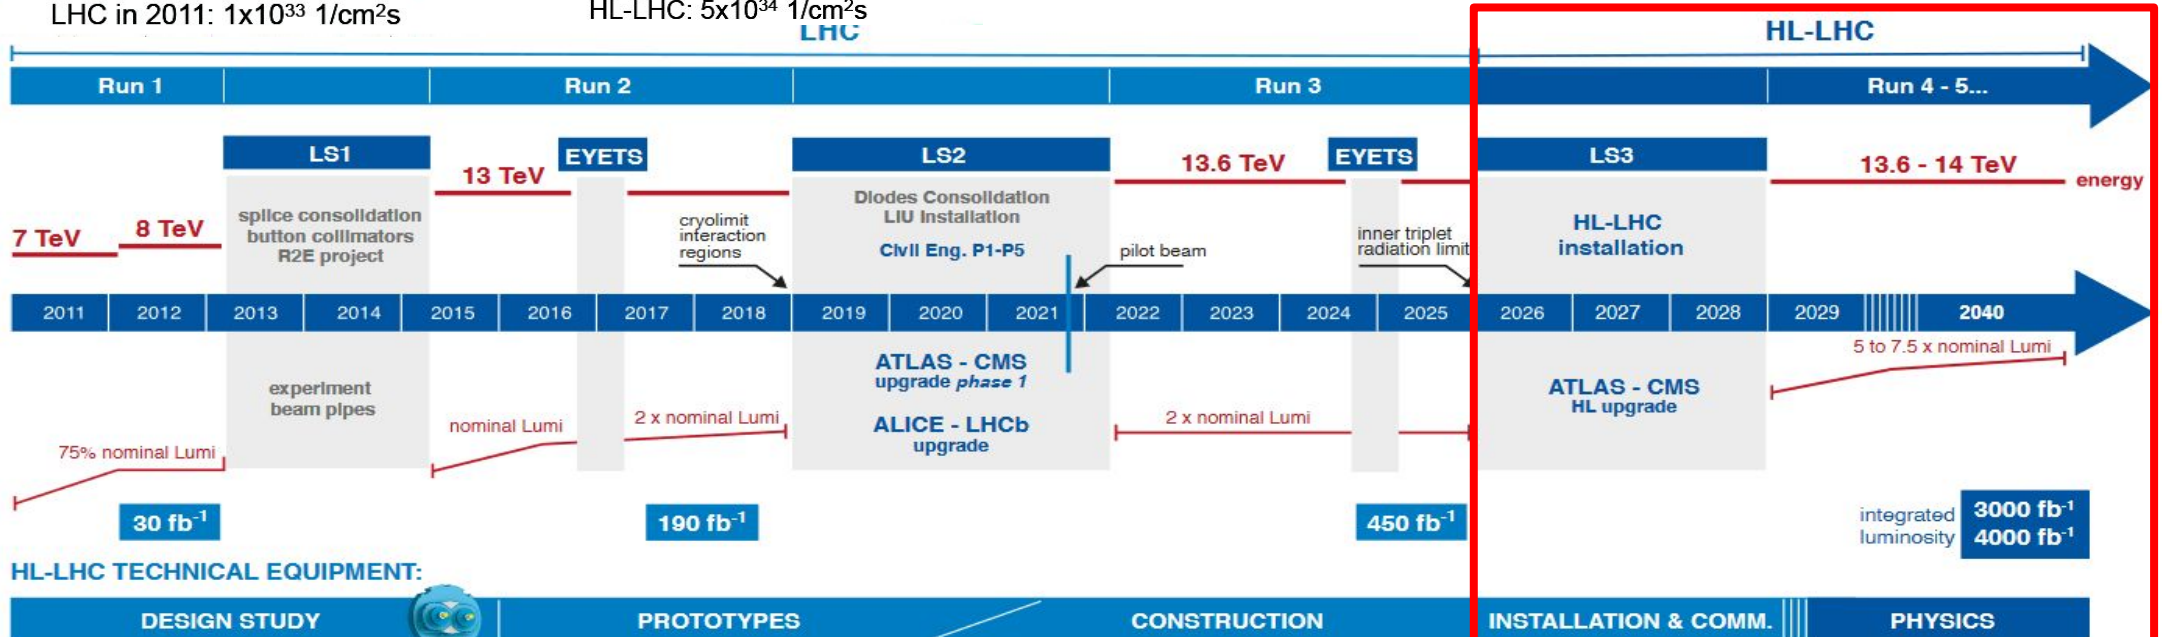 LHC in 2011: 1x10³³ 1/cm²s
HL-LHC: 5x10³⁴ 1/cm²s
LHC
HL-LHC
Run 1
Run 2
Run 3
Run 4 - 5...
LS1
EYETS
LS2
EYETS
LS3
13 TeV
13.6 TeV
13.6 - 14 TeV
energy
7 TeV
8 TeV
splice consolidation
button collimators
R2E project
cryolimit
interaction
regions
Diodes Consolidation
LIU Installation
Civil Eng. P1-P5
pilot beam
inner triplet
radiation limit
HL-LHC
installation
2011
2012
2013
2014
2015
2016
2017
2018
2019
2020
2021
2022
2023
2024
2025
2026
2027
2028
2029
2040
experiment
beam pipes
75% nominal Lumi
nominal Lumi
2 x nominal Lumi
ATLAS - CMS
upgrade phase 1
ALICE - LHCb
upgrade
2 x nominal Lumi
ATLAS - CMS
HL upgrade
5 to 7.5 x nominal Lumi
30 fb⁻¹
190 fb⁻¹
450 fb⁻¹
integrated
luminosity
3000 fb⁻¹
4000 fb⁻¹
HL-LHC TECHNICAL EQUIPMENT:
DESIGN STUDY
PROTOTYPES
CONSTRUCTION
INSTALLATION & COMM.
PHYSICS